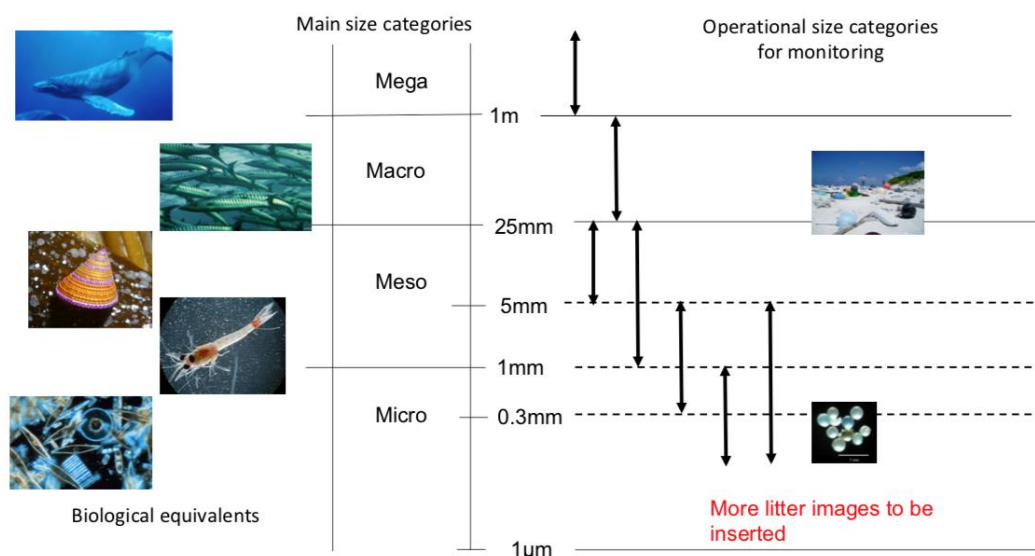 Main size categories
Operational size categories
for monitoring
Mega
1m
Macro
25mm
Meso
5mm
1mm
Micro
0.3mm
More litter images to be
inserted
Biological equivalents
1µm